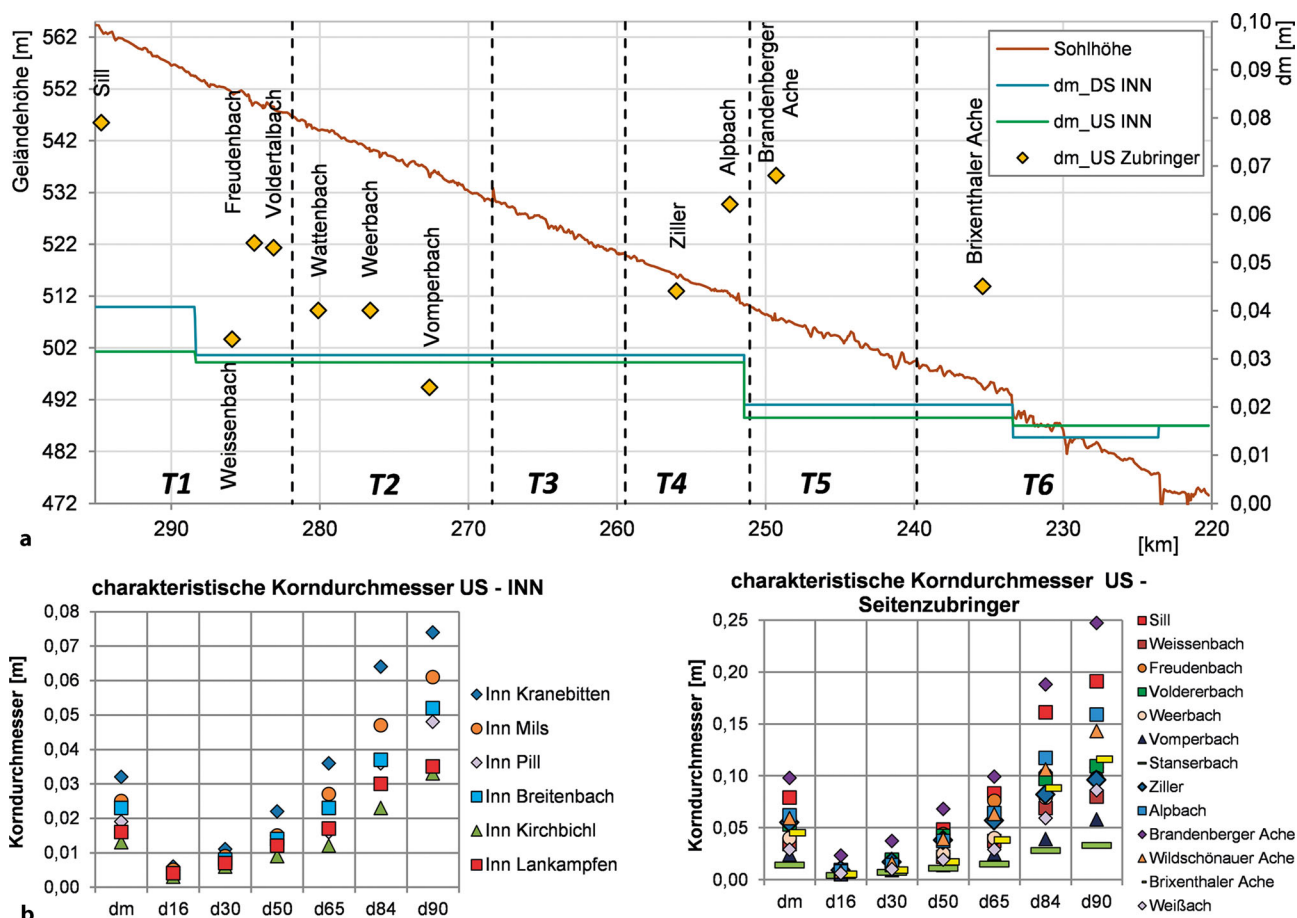 Geländehöhe [m]
562
552
542
532
522
512
502
492
482
472
0,10
0,09
0,08
0,07
0,06
0,05
0,04
0,03
0,02
0,01
0,00
dm [m]
Sohlhöhe
dm_DS INN
dm_US INN
dm_US Zubringer
Sill
Weissenbach
Freudenbach
Voldertalbach
Wattenbach
Weerbach
Vomperbach
Ziller
Alpbach
Brandenberger
Ache
Brixenthaler Ache
T1
T2
T3
T4
T5
T6
290
280
270
260
250
240
230
220
[km]
a
charakteristische Korndurchmesser US - INN
Korndurchmesser [m]
0,08
0,07
0,06
0,05
0,04
0,03
0,02
0,01
0,00
dm
d16
d30
d50
d65
d84
d90
Inn Kranebitten
Inn Mils
Inn Pill
Inn Breitenbach
Inn Kirchbichl
Inn Lankampfen
b
charakteristische Korndurchmesser US -
Seitenzubringer
Korndurchmesser [m]
0,25
0,20
0,15
0,10
0,05
0,00
dm
d16
d30
d50
d65
d84
d90
Sill
Weissenbach
Freudenbach
Voldererbach
Weerbach
Vomperbach
Stanserbach
Ziller
Alpbach
Brandenberger Ache
Wildschönauer Ache
Brixenthaler Ache
Weißach